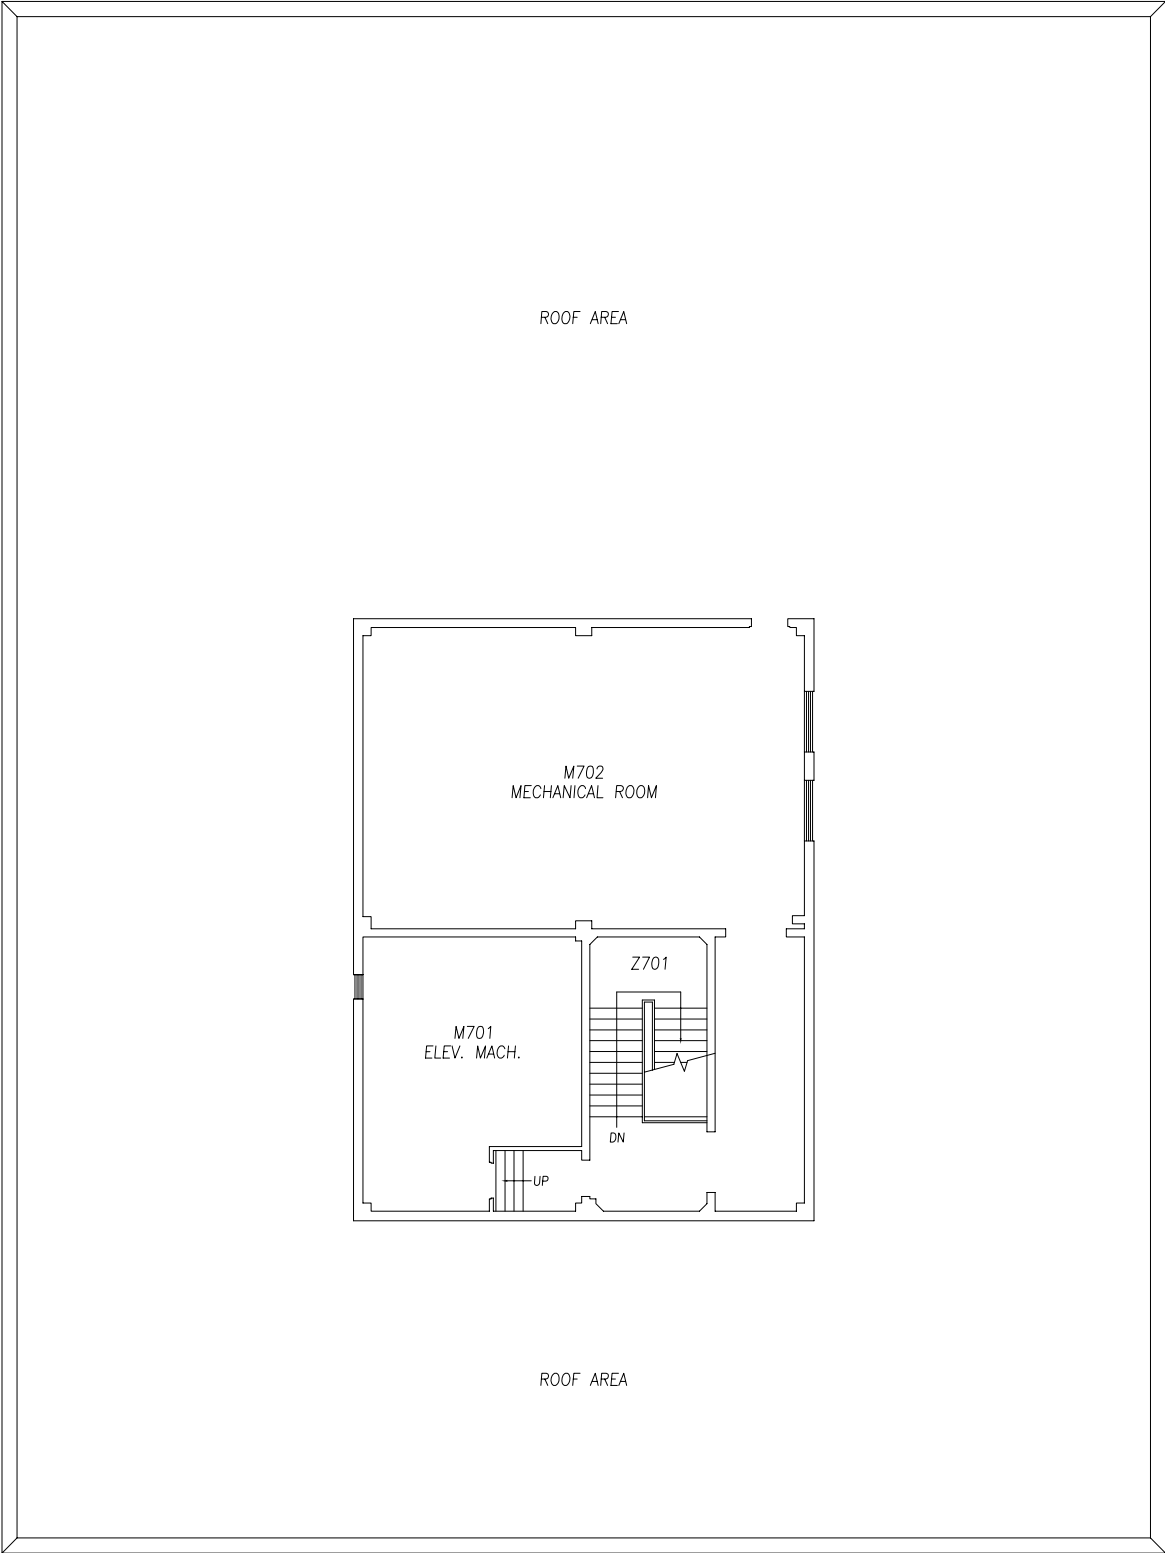 ROOF AREA
M702
MECHANICAL ROOM
Z701
M701
ELEV. MACH.
DN
UP
ROOF AREA